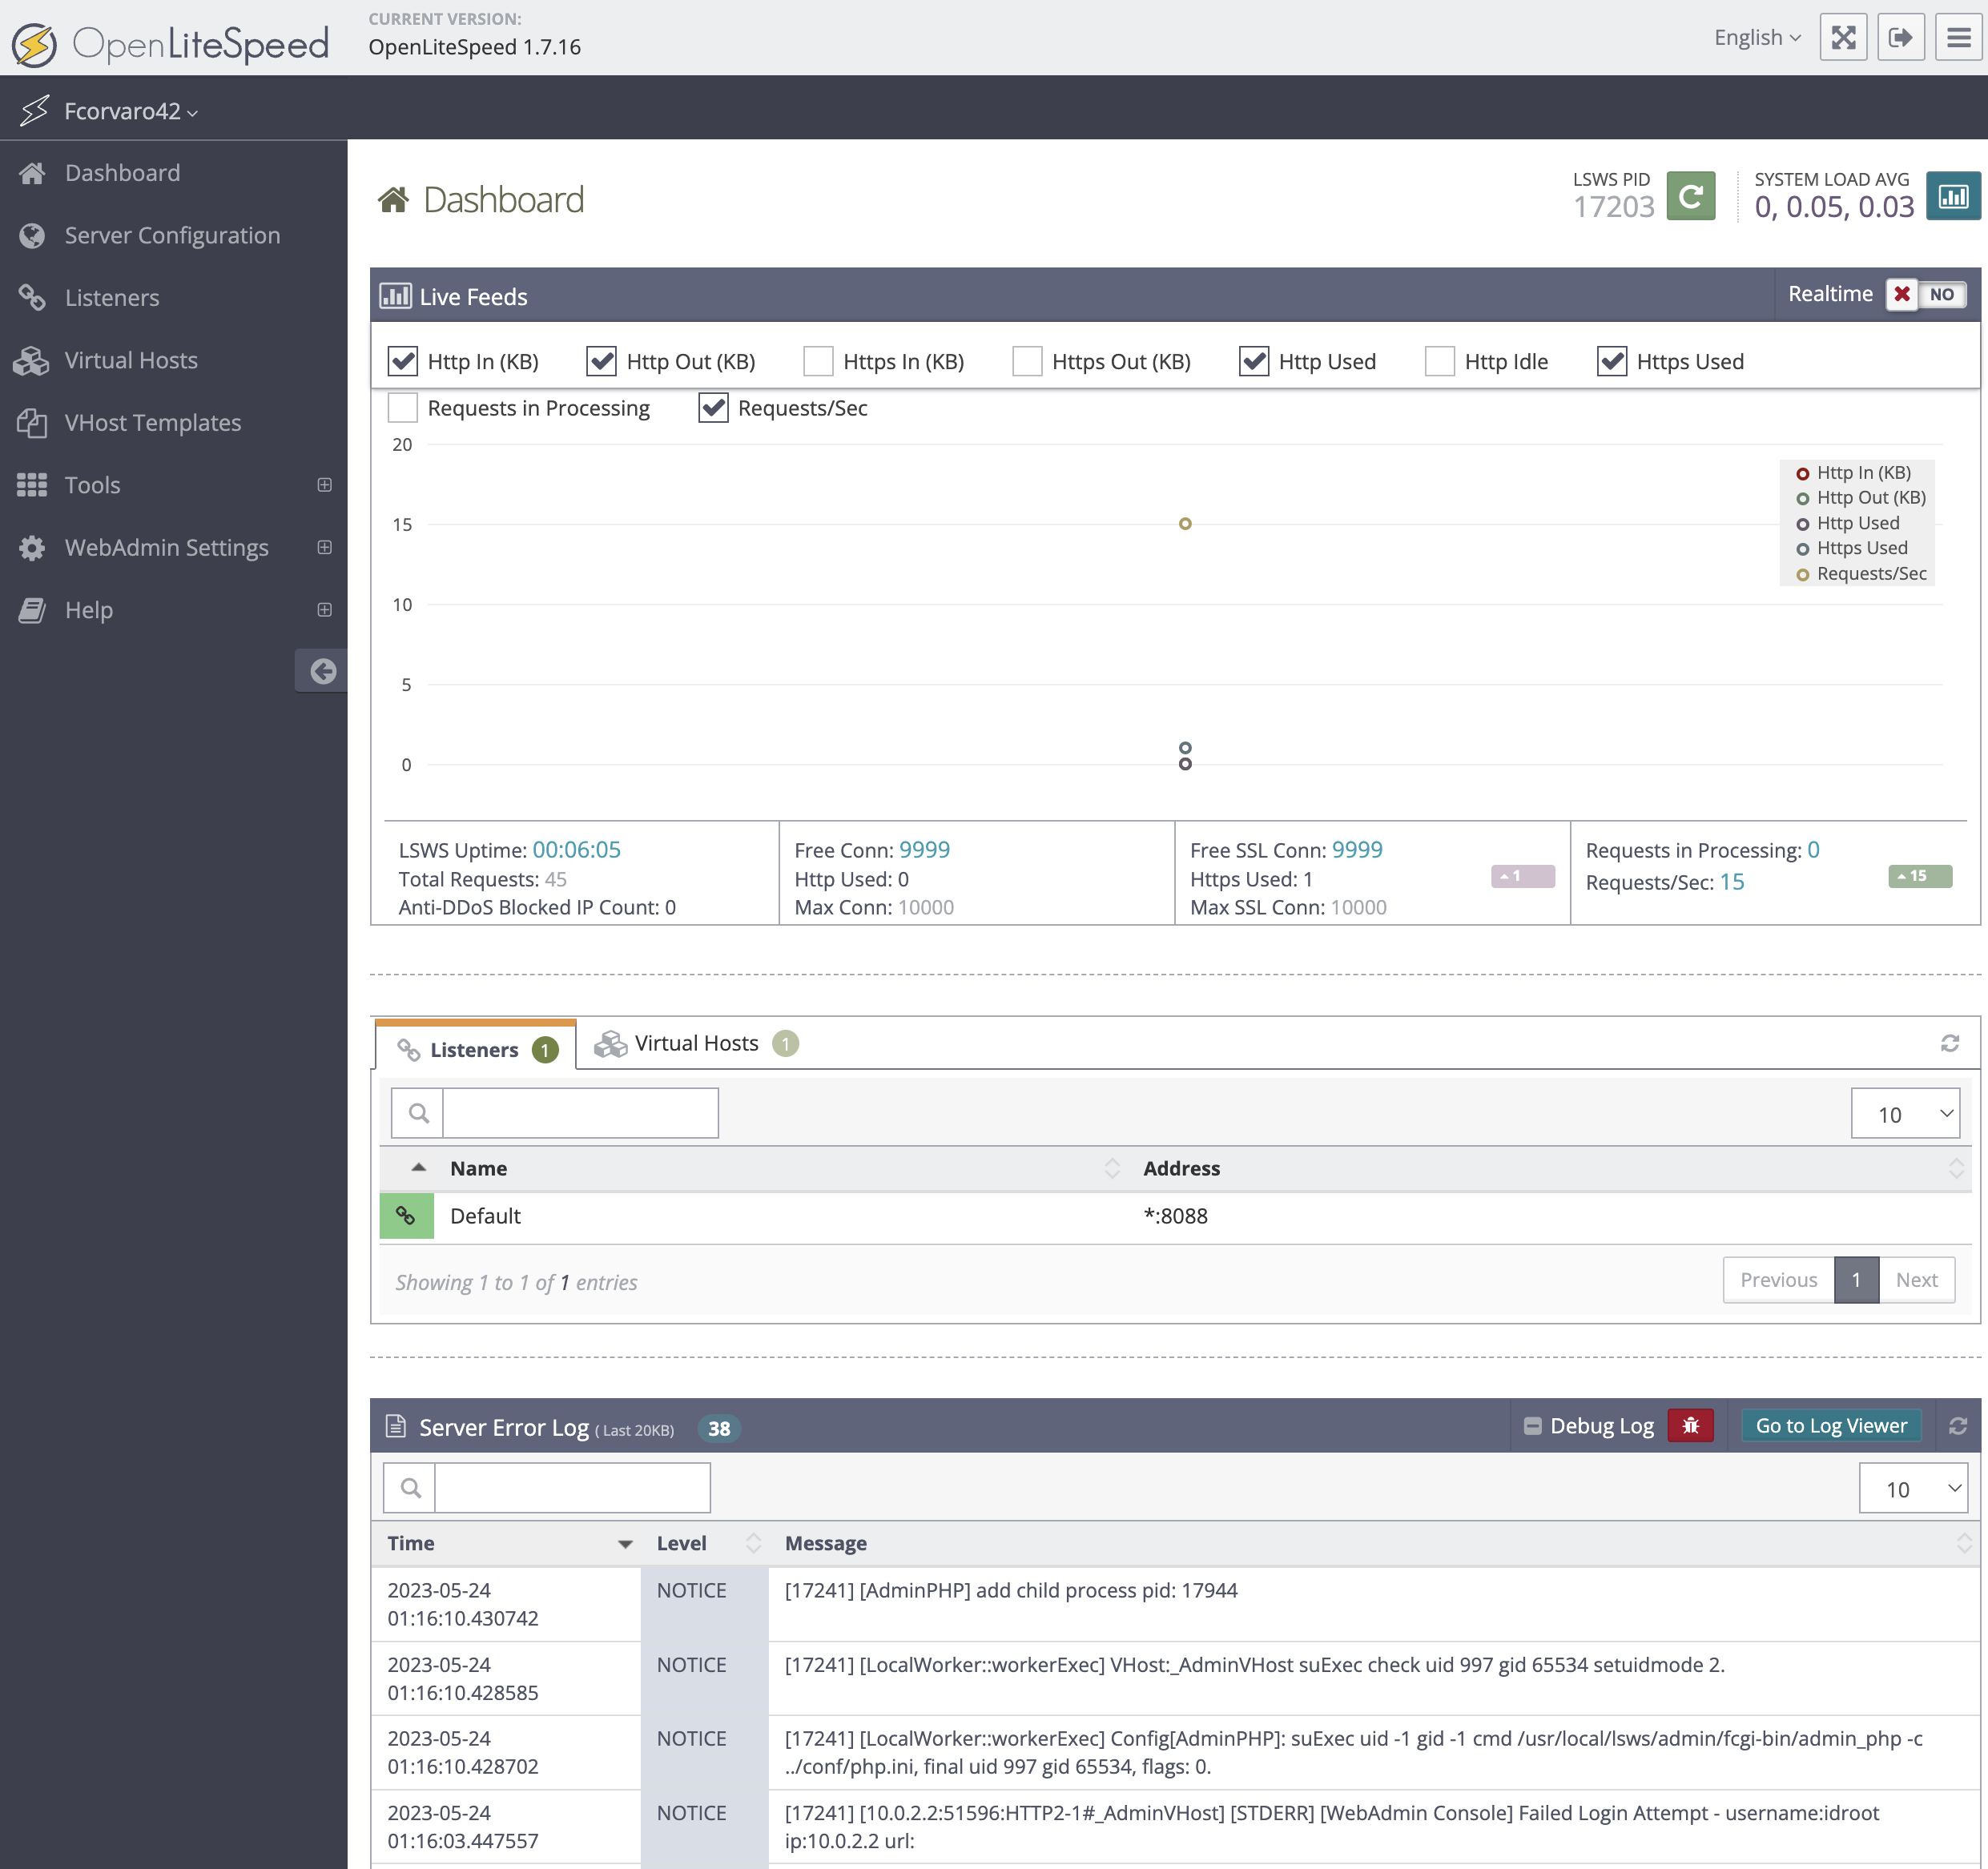 OpenLiteSpeed
CURRENT VERSION:
OpenLiteSpeed 1.7.16
English
Fcorvaro42
Dashboard
Server Configuration
Listeners
Virtual Hosts
VHost Templates
Tools
WebAdmin Settings
Help
Dashboard
LSWS PID
17203
SYSTEM LOAD AVG
0, 0.05, 0.03
Live Feeds
Realtime NO
Http In (KB) Http Out (KB) Https In (KB) Https Out (KB) Http Used Http Idle Https Used
Requests in Processing Requests/Sec
20
15
10
5
0
Http In (KB)
Http Out (KB)
Http Used
Https Used
Requests/Sec
LSWS Uptime: 00:06:05
Total Requests: 45
Anti-DDoS Blocked IP Count: 0
Free Conn: 9999
Http Used: 0
Max Conn: 10000
Free SSL Conn: 9999
Https Used: 1
1
Max SSL Conn: 10000
Requests in Processing: 0
Requests/Sec: 15
15
Listeners 1 Virtual Hosts 1
10
Name Address
Default *:8088
Showing 1 to 1 of 1 entries
Previous 1 Next
Server Error Log ( Last 20KB) 38
Debug Log Go to Log Viewer
10
Time Level Message
2023-05-24
01:16:10.430742
NOTICE
[17241] [AdminPHP] add child process pid: 17944
2023-05-24
01:16:10.428585
NOTICE
[17241] [LocalWorker::workerExec] VHost:_AdminVHost suExec check uid 997 gid 65534 setuidmode 2.
2023-05-24
01:16:10.428702
NOTICE
[17241] [LocalWorker::workerExec] Config[AdminPHP]: suExec uid -1 gid -1 cmd /usr/local/lsws/admin/fcgi-bin/admin_php -c
../conf/php.ini, final uid 997 gid 65534, flags: 0.
2023-05-24
01:16:03.447557
NOTICE
[17241] [10.0.2.2:51596:HTTP2-1#_AdminVHost] [STDERR] [WebAdmin Console] Failed Login Attempt - username:idroot
ip:10.0.2.2 url: